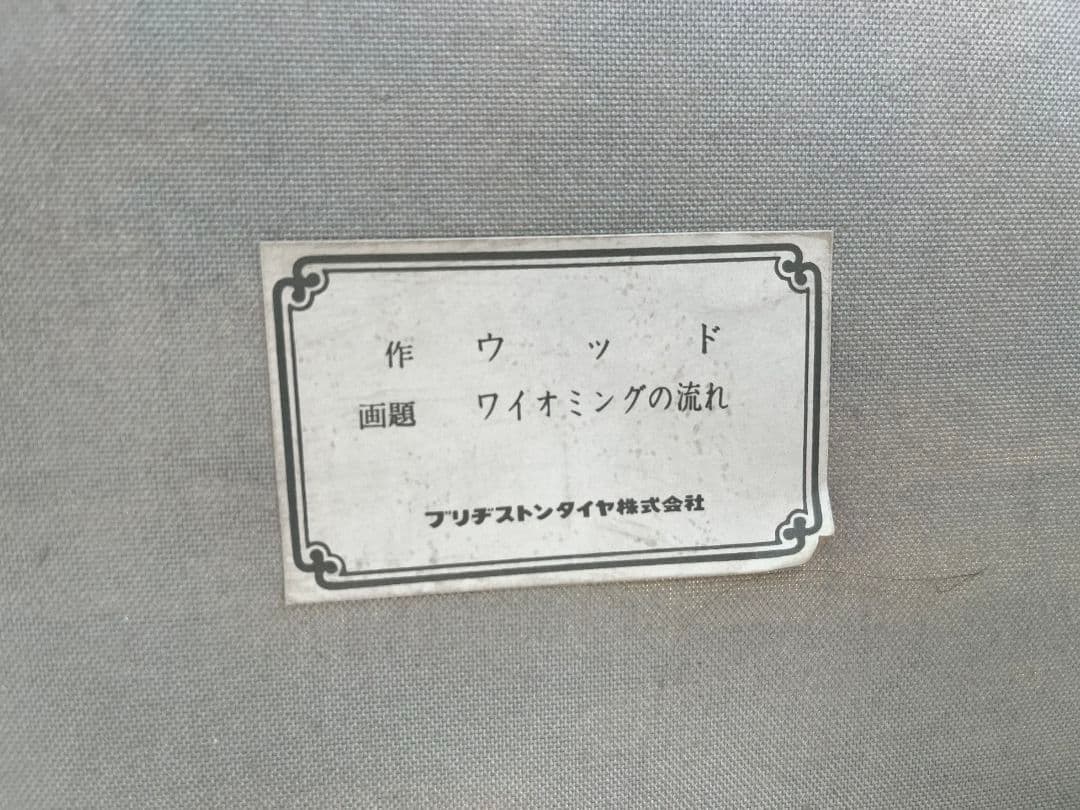 作 ウッド
画題 ワイオミングの流れ
ブリヂストンタイヤ株式会社